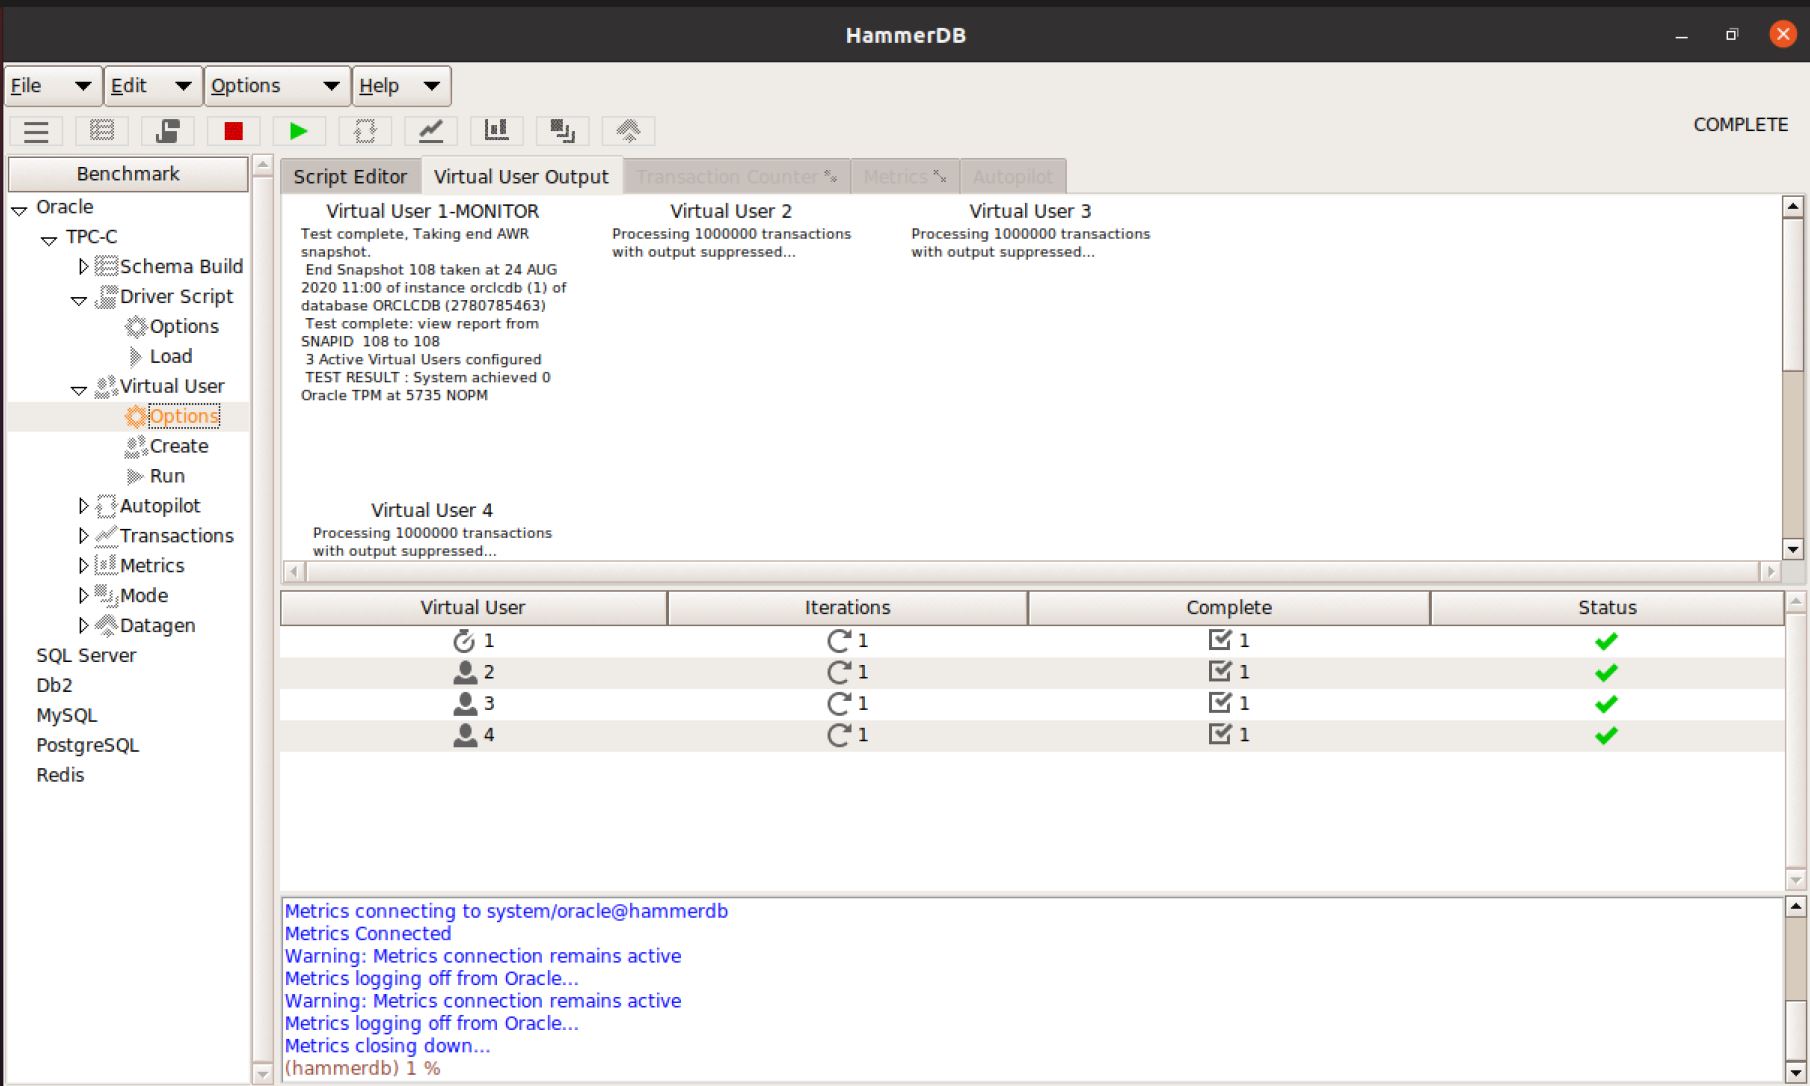 HammerDB
File Edit Options Help
COMPLETE
Benchmark
Oracle
TPC-C
Schema Build
Driver Script
Options
Load
Virtual User
Options
Create
Run
Autopilot
Transactions
Metrics
Mode
Datagen
SQL Server
Db2
MySQL
PostgreSQL
Redis
Script Editor Virtual User Output Transaction Counter Metrics Autopilot
Virtual User 1-MONITOR
Test complete, Taking end AWR
snapshot.
End Snapshot 108 taken at 24 AUG
2020 11:00 of instance orclcdb (1) of
database ORCLCDB (2780785463)
Test complete: view report from
SNAPID 108 to 108
3 Active Virtual Users configured
TEST RESULT : System achieved 0
Oracle TPM at 5735 NOPM
Virtual User 2
Processing 1000000 transactions
with output suppressed...
Virtual User 3
Processing 1000000 transactions
with output suppressed...
Virtual User 4
Processing 1000000 transactions
with output suppressed...
Virtual User Iterations Complete Status
1 1 1
2 1 1
3 1 1
4 1 1
Metrics connecting to system/oracle@hammerdb
Metrics Connected
Warning: Metrics connection remains active
Metrics logging off from Oracle...
Warning: Metrics connection remains active
Metrics logging off from Oracle...
Metrics closing down...
(hammerdb) 1 %